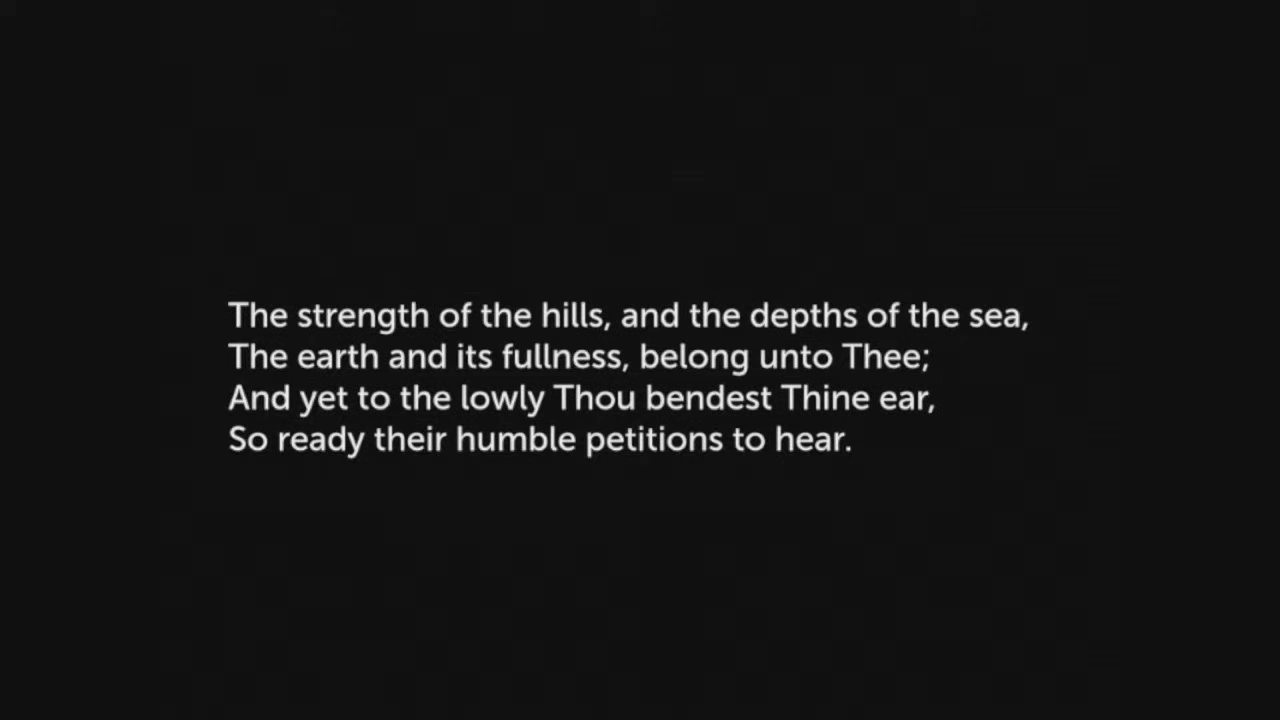 The strength of the hills, and the depths of the sea,
The earth and its fullness, belong unto Thee;
And yet to the lowly Thou bendest Thine ear,
So ready their humble petitions to hear.